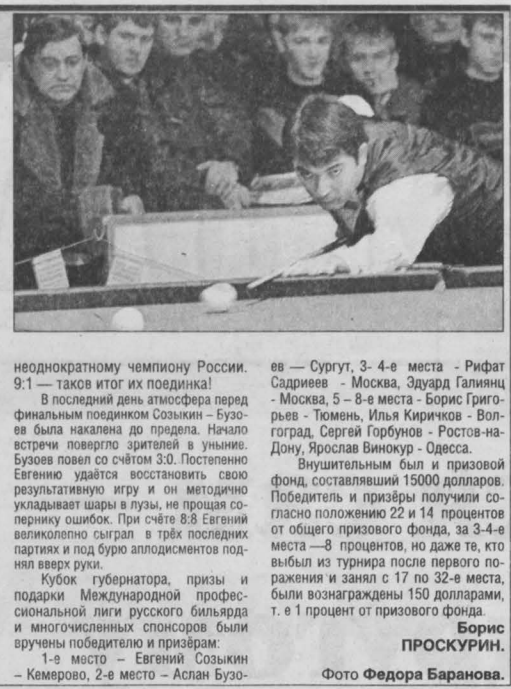 неоднократному чемпиону России.
9:1 — таков итог их поединка!
В последний день атмосфера перед
финальным поединком Созыкин – Бузо-
ев была накалена до предела. Начало
встречи повергло зрителей в уныние.
Бузоев повел со счётом 3:0. Постепенно
Евгению удаётся восстановить свою
результативную игру и он методично
укладывает шары в лузы, не прощая со-
пернику ошибок. При счёте 8:8 Евгений
великолепно сыграл в трёх последних
партиях и под бурю аплодисментов под-
нял вверх руки.
Кубок губернатора, призы и
подарки Международной профес-
сиональной лиги русского бильярда
и многочисленных спонсоров были
вручены победителю и призёрам:
1-е место – Евгений Созыкин
- Кемерово, 2-е место – Аслан Бузо-
ев — Сургут, 3- 4-е места - Рифат
Садриеев - Москва, Эдуард Галиянц
- Москва, 5 – 8-е места - Борис Григо-
рьев - Тюмень, Илья Киричков - Вол-
гоград, Сергей Горбунов - Ростов-на-
Дону, Ярослав Винокур - Одесса.
Внушительным был и призовой
фонд, составлявший 15000 долларов.
Победитель и призёры получили со-
гласно положению 22 и 14 процентов
от общего призового фонда, за 3-4-е
места —8 процентов, но даже те, кто
выбыл из турнира после первого по-
ражения и занял с 17 по 32-е места,
были вознаграждены 150 долларами,
т. е 1 процент от призового фонда.
Борис
ПРОСКУРИН.
Фото Федора Баранова.